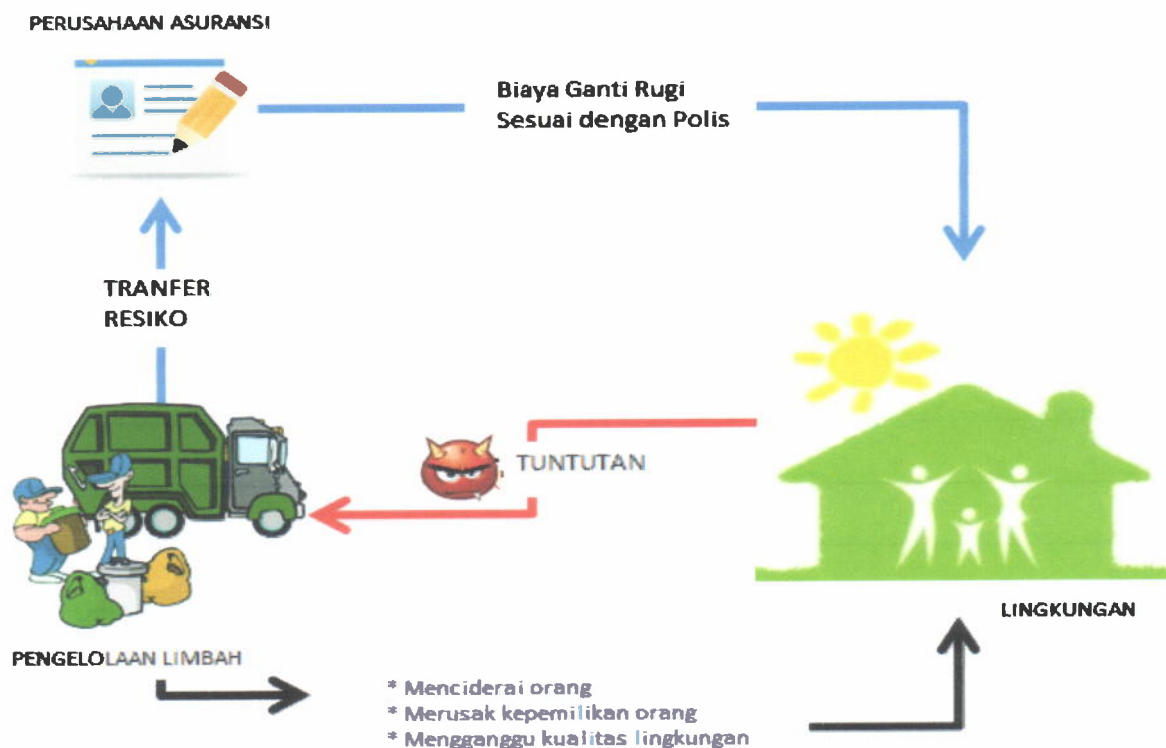 PERUSAHAAN ASURANSI
Biaya Ganti Rugi
Sesuai dengan Polis
TRANFER
RESIKO
TUNTUTAN
LINGKUNGAN
PENGELOLAAN LIMBAH
* Menciderai orang
* Merusak kepemilikan orang
* Mengganggu kualitas lingkungan